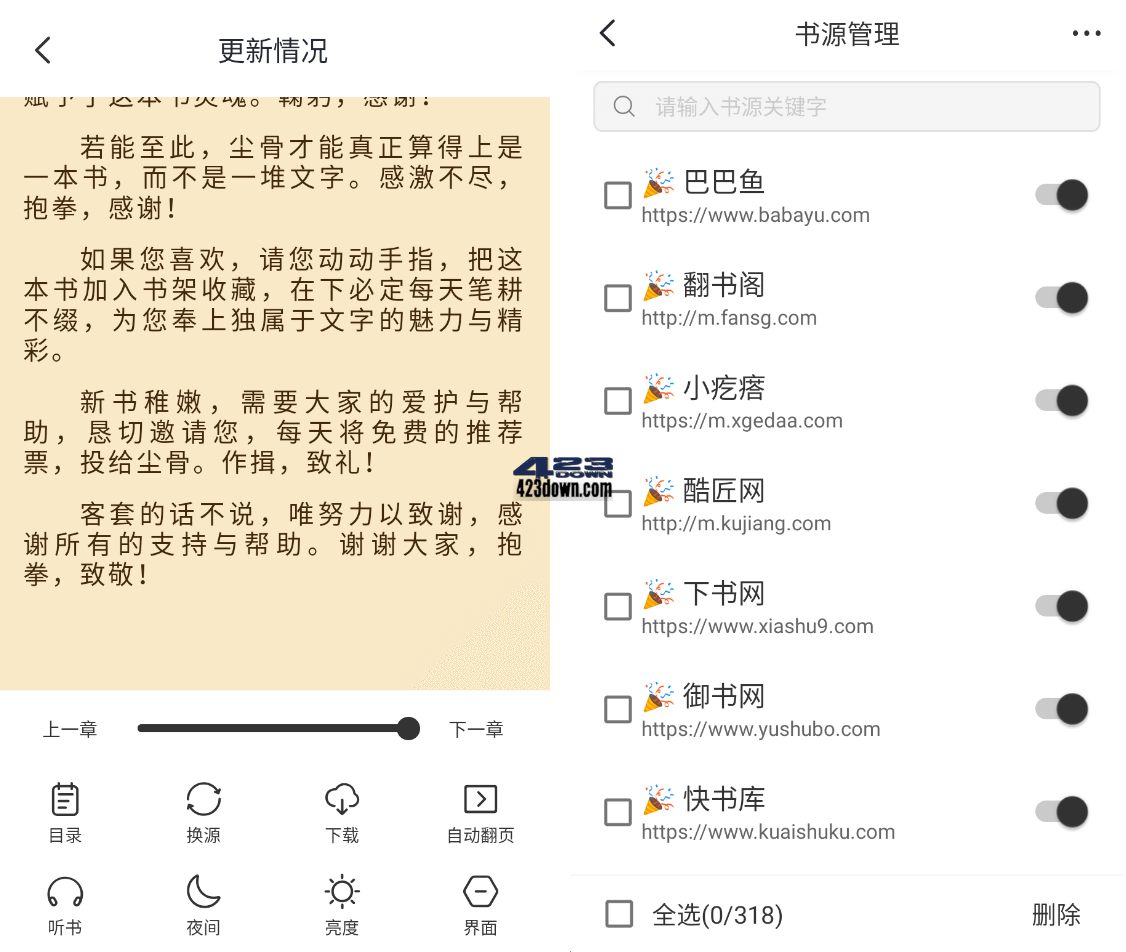 更新情况
赋予了这本书灵魂。鞠躬，感谢！
若能至此，尘骨才能真正算得上是
一本书，而不是一堆文字。感激不尽，
抱拳，感谢！
如果您喜欢，请您动动手指，把这
本书加入书架收藏，在下必定每天笔耕
不缀，为您奉上独属于文字的魅力与精
彩。
新书稚嫩，需要大家的爱护与帮
助，恳切邀请您，每天将免费的推荐
票，投给尘骨。作揖，致礼！
客套的话不说，唯努力以致谢，感
谢所有的支持与帮助。谢谢大家，抱
拳，致敬！
上一章
下一章
目录
换源
下载
自动翻页
听书
夜间
亮度
界面
423
DOWN
423down.com
书源管理
请输入书源关键字
巴巴鱼
https://www.babayu.com
翻书阁
http://m.fansg.com
小疙瘩
https://m.xgedaa.com
酷匠网
http://m.kujiang.com
下书网
https://www.xiashu9.com
御书网
https://www.yushubo.com
快书库
https://www.kuaishuku.com
全选(0/318)
删除